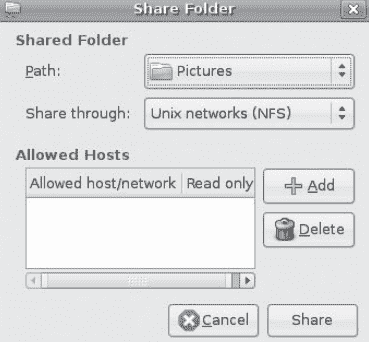 Share Folder
Shared Folder
Path: Pictures
Share through: Unix networks (NFS)
Allowed Hosts
Allowed host/network Read only
Add
Delete
Cancel Share